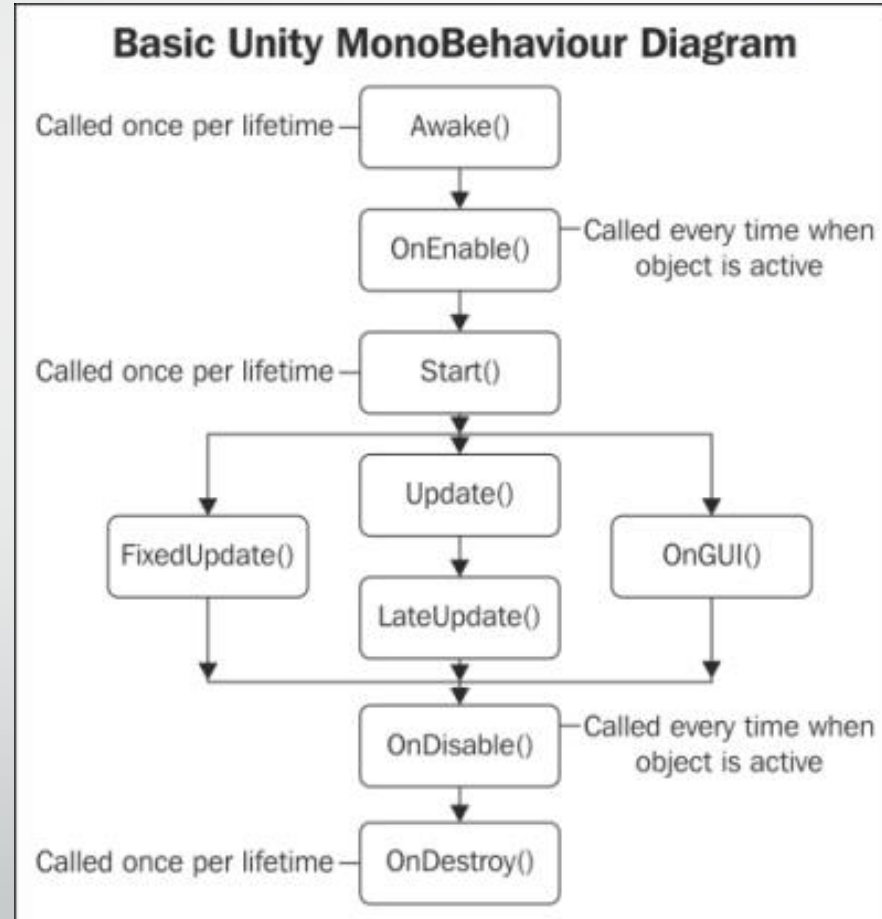 Basic Unity MonoBehaviour Diagram
Called once per lifetime
Awake()
OnEnable()
Called every time when
object is active
Called once per lifetime
Start()
Update()
FixedUpdate()
OnGUI()
LateUpdate()
OnDisable()
Called every time when
object is active
Called once per lifetime
OnDestroy()